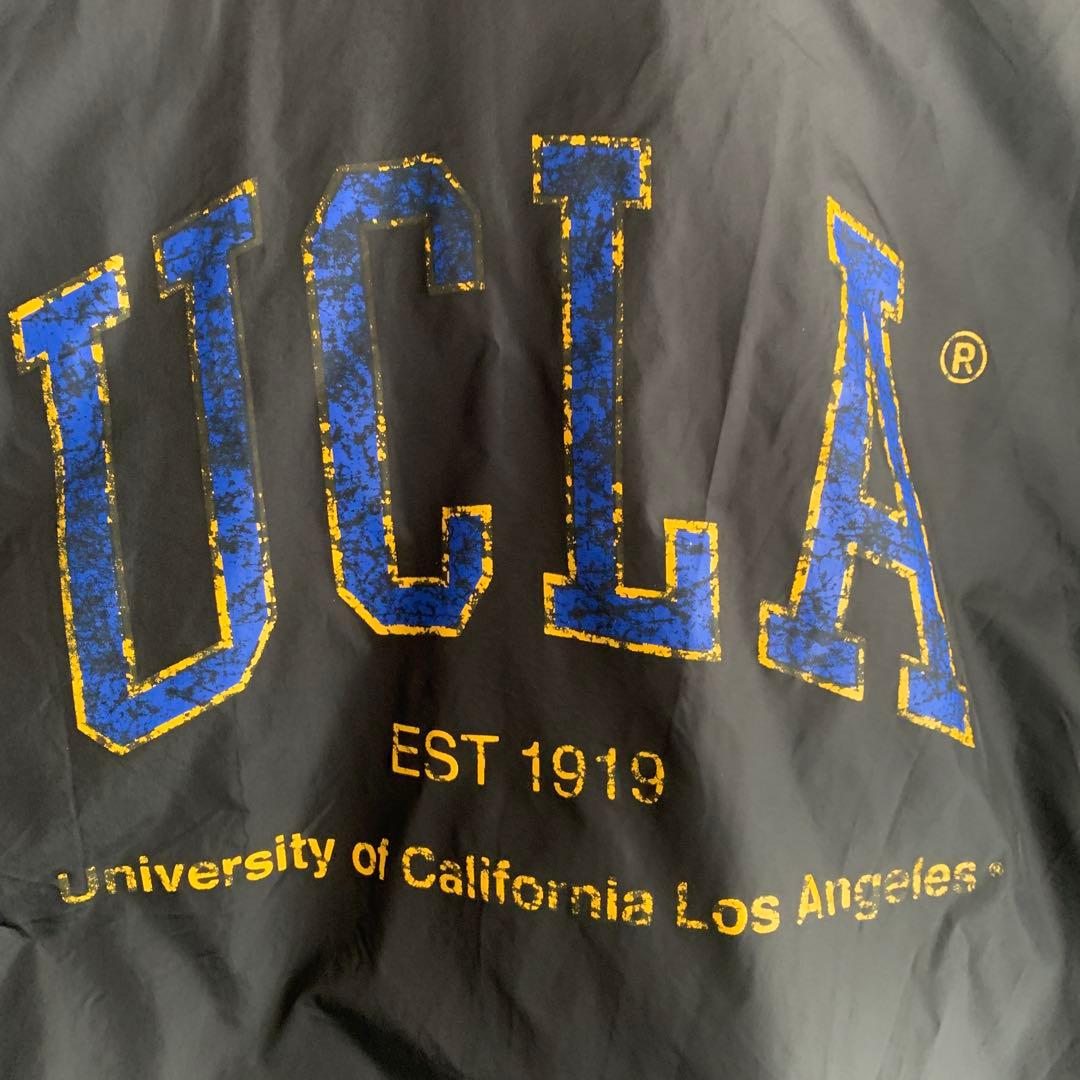 UCLA®
EST 1919
University of California Los Angeles®